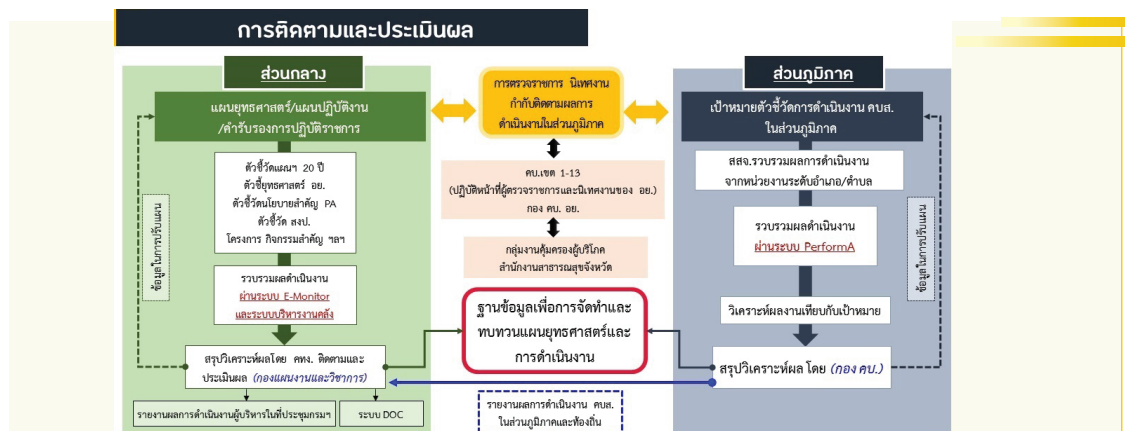 การติดตามและประเมินผล
ส่วนกลาง
แผนยุทธศาสตร์/แผนปฏิบัติงาน
/คำรับรองการปฏิบัติราชการ
ตัวชี้วัดแผนฯ 20 ปี
ตัวชี้ยุทธศาสตร์ อย.
ตัวชี้วัดนโยบายสำคัญ PA
ตัวชี้วัด สงป.
โครงการ กิจกรรมสำคัญ ฯลฯ
รวบรวมผลดำเนินงาน
ผ่านระบบ E-Monitor
และระบบบริหารงานคลัง
สรุปวิเคราะห์ผลโดย คทง. ติดตามและ
ประเมินผล (กองแผนงานและวิชาการ)
รายงานผลการดำเนินงานผู้บริหารในที่ประชุมกรมฯ
ระบบ DOC
ข้อมูลในการปรับแผน
การตรวจราชการ นิเทศงาน
กำกับติดตามผลการ
ดำเนินงานในส่วนภูมิภาค
คบ.เขต 1-13
(ปฏิบัติหน้าที่ผู้ตรวจราชการและนิเทศงานของ อย.)
กอง คบ. อย.
กลุ่มงานคุ้มครองผู้บริโภค
สำนักงานสาธารณสุขจังหวัด
ฐานข้อมูลเพื่อการจัดทำและ
ทบทวนแผนยุทธศาสตร์และ
การดำเนินงาน
รายงานผลการดำเนินงาน คบส.
ในส่วนภูมิภาคและท้องถิ่น
ส่วนภูมิภาค
เป้าหมายตัวชี้วัดการดำเนินงาน คบส.
ในส่วนภูมิภาค
สสจ.รวบรวมผลการดำเนินงาน
จากหน่วยงานระดับอำเภอ/ตำบล
รวบรวมผลดำเนินงาน
ผ่านระบบ PerformA
วิเคราะห์ผลงานเทียบกับเป้าหมาย
สรุปวิเคราะห์ผล โดย (กอง คบ.)
ข้อมูลในการปรับแผน